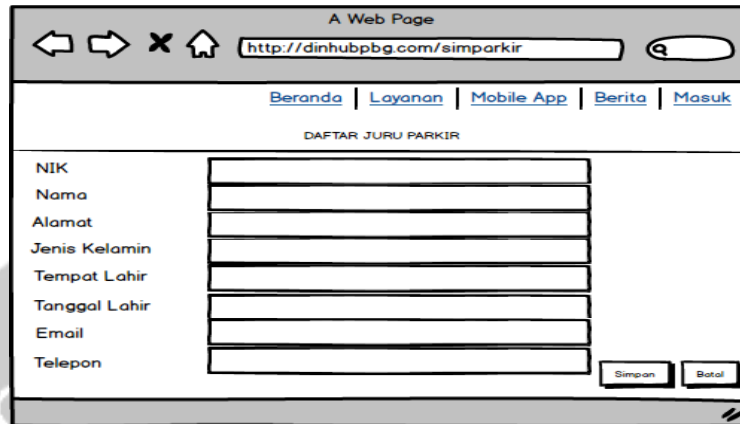 A Web Page
http://dinhubpbg.com/simparkir
Beranda | Layanan | Mobile App | Berita | Masuk
DAFTAR JURU PARKIR
NIK
Nama
Alamat
Jenis Kelamin
Tempat Lahir
Tanggal Lahir
Email
Telepon
Simpan Batal